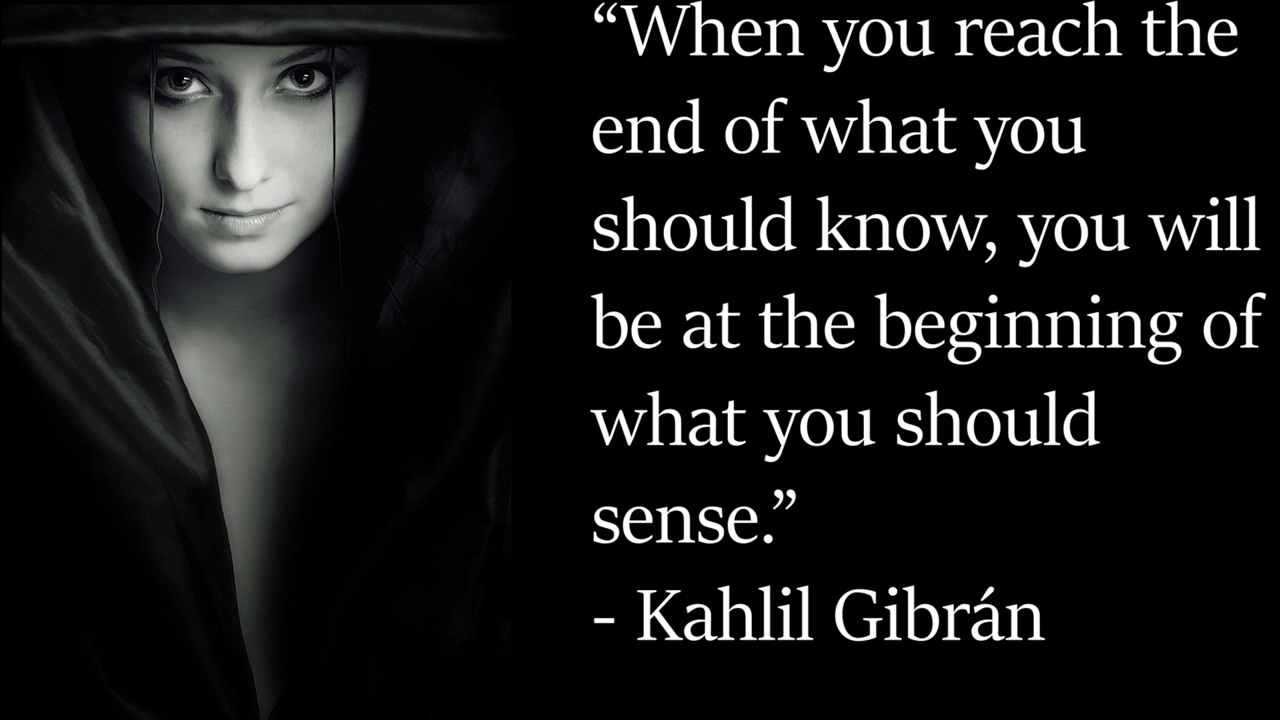 “When you reach the
end of what you
should know, you will
be at the beginning of
what you should
sense.”
- Kahlil Gibrán